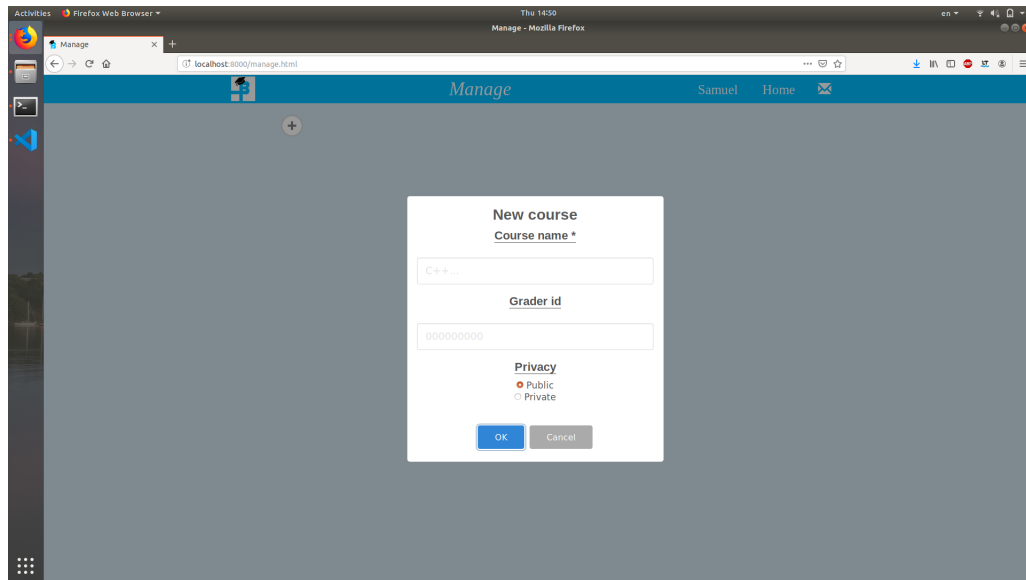 Activities Firefox Web Browser Thu 14:50 en
Manage - Mozilla Firefox
Manage
localhost:8000/manage.html
Manage Samuel Home
New course
Course name *
C++...
Grader id
000000000
Privacy
Public
Private
OK Cancel